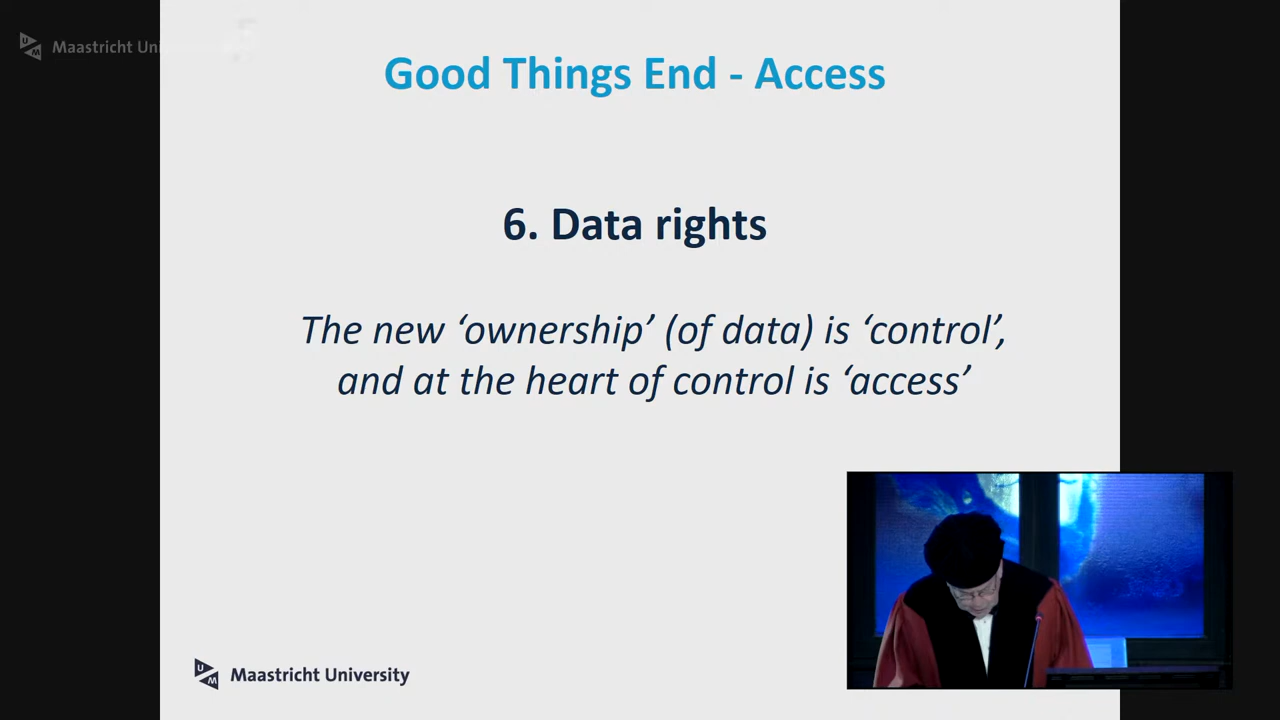 Maastricht Uni
Good Things End - Access
6. Data rights
The new ‘ownership’ (of data) is ‘control’,
and at the heart of control is ‘access’
UM
Maastricht University